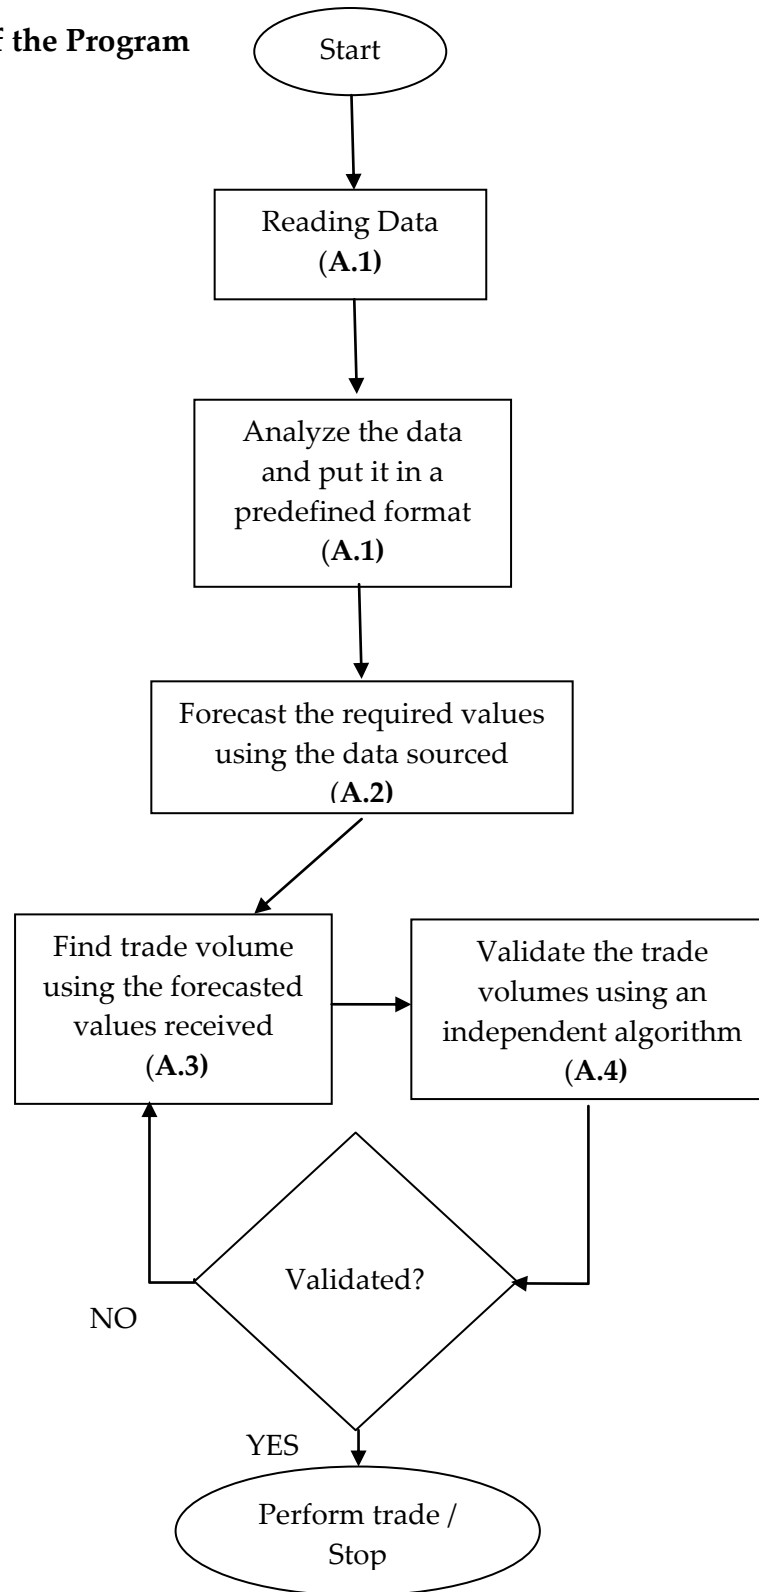 f the Program
Start
Reading Data
(A.1)
Analyze the data
and put it in a
predefined format
(A.1)
Forecast the required values
using the data sourced
(A.2)
Find trade volume
using the forecasted
values received
(A.3)
Validate the trade
volumes using an
independent algorithm
(A.4)
Validated?
NO
YES
Perform trade /
Stop